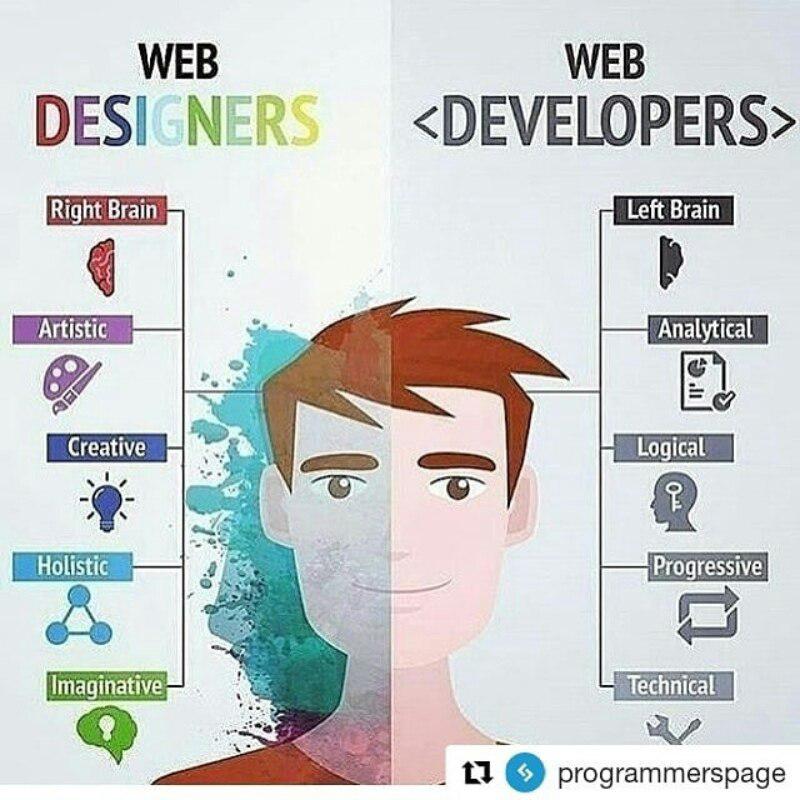 WEB
DESIGNERS
Right Brain
Artistic
Creative
Holistic
Imaginative
WEB
<DEVELOPERS>
Left Brain
Analytical
Logical
Progressive
Technical
programmerspage